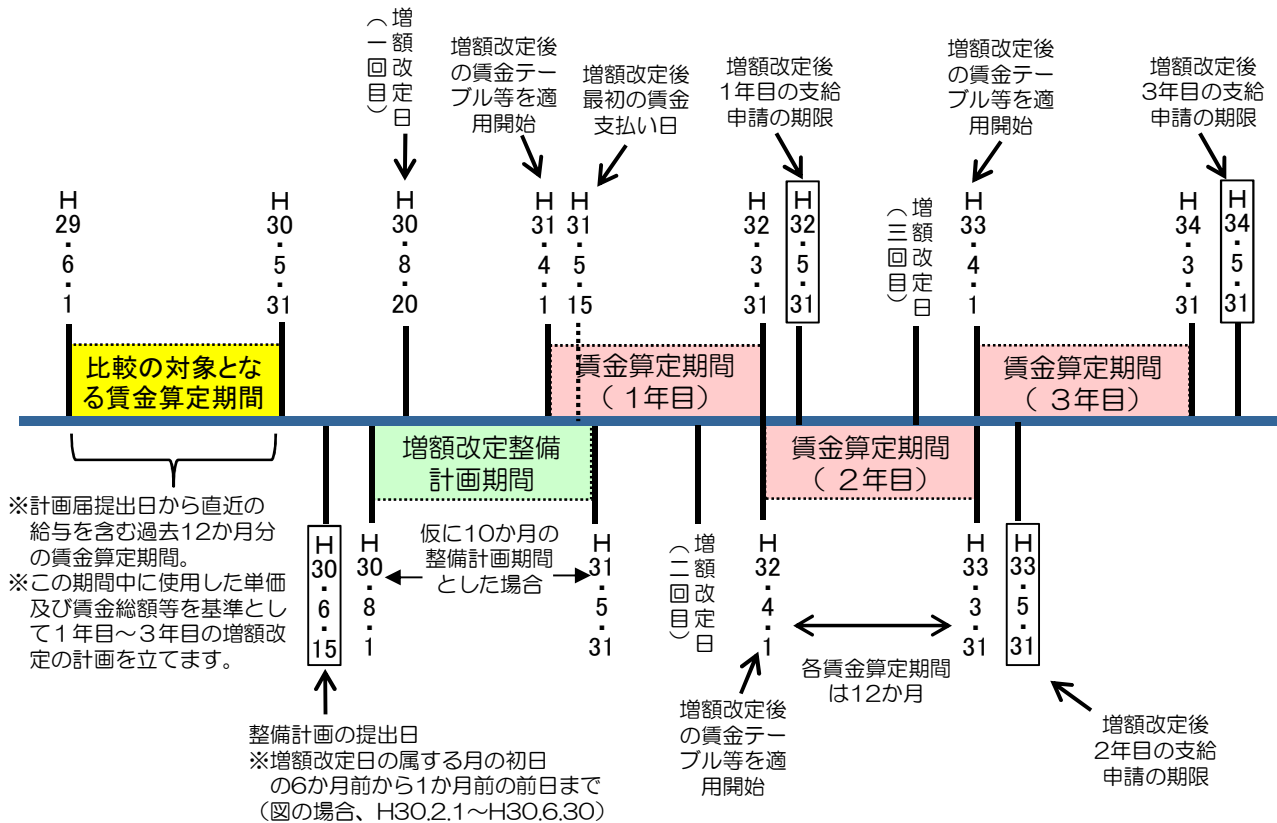 増額改定日
（一回目）
増額改定後
の賃金テー
ブル等を適
用開始
増額改定後
最初の賃金
支払い日
増額改定後
1年目の支給
申請の期限
増額改定後
の賃金テー
ブル等を適
用開始
増額改定後
3年目の支給
申請の期限
H29・6・1
H30・5・31
H30・8・20
H31・4・1
H31・5・15
H32・3・31
H32・5・31
増額改定日
（三回目）
H33・4・1
H34・3・31
H34・5・31
比較の対象とな
る賃金算定期間
賃金算定期間
（ 1年目）
賃金算定期間
（ 3年目）
増額改定整備
計画期間
賃金算定期間
（ 2年目）
※計画届提出日から直近の
給与を含む過去12か月分
の賃金算定期間。
※この期間中に使用した単価
及び賃金総額等を基準とし
て１年目～３年目の増額改
定の計画を立てます。
H30・6・15
H30・8・1
仮に10か月の
整備計画期間
とした場合
H31・5・31
増額改定日
（二回目）
H32・4・1
各賃金算定期間
は12か月
H33・3・31
H33・5・31
整備計画の提出日
※増額改定日の属する月の初日
の6か月前から1か月前の前日まで
（図の場合、H30.2.1～H30.6.30）
増額改定後
の賃金テー
ブル等を適
用開始
増額改定後
2年目の支給
申請の期限